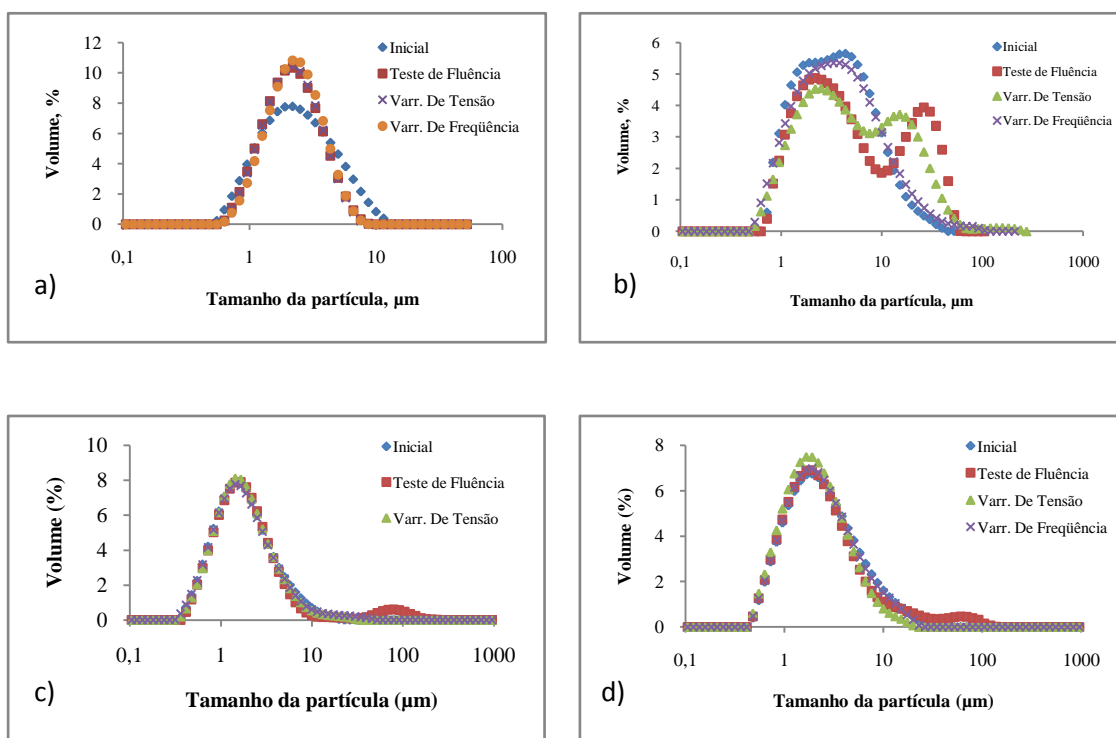 12
10
8
6
4
2
0
Volume, %
0,1 1 10 100
Tamanho da partícula, µm
Inicial
Teste de Fluência
Varr. De Tensão
Varr. De Freqüência
a)
6
5
4
3
2
1
0
Volume, %
0,1 1 10 100 1000
Tamanho da partícula, µm
Inicial
Teste de Fluência
Varr. De Tensão
Varr. De Freqüência
b)
10
8
6
4
2
0
Volume (%)
0,1 1 10 100 1000
Tamanho da partícula (µm)
Inicial
Teste de Fluência
Varr. De Tensão
c)
8
6
4
2
0
Volume (%)
0,1 1 10 100 1000
Tamanho da partícula (µm)
Inicial
Teste de Fluência
Varr. De Tensão
Varr. De Freqüência
d)